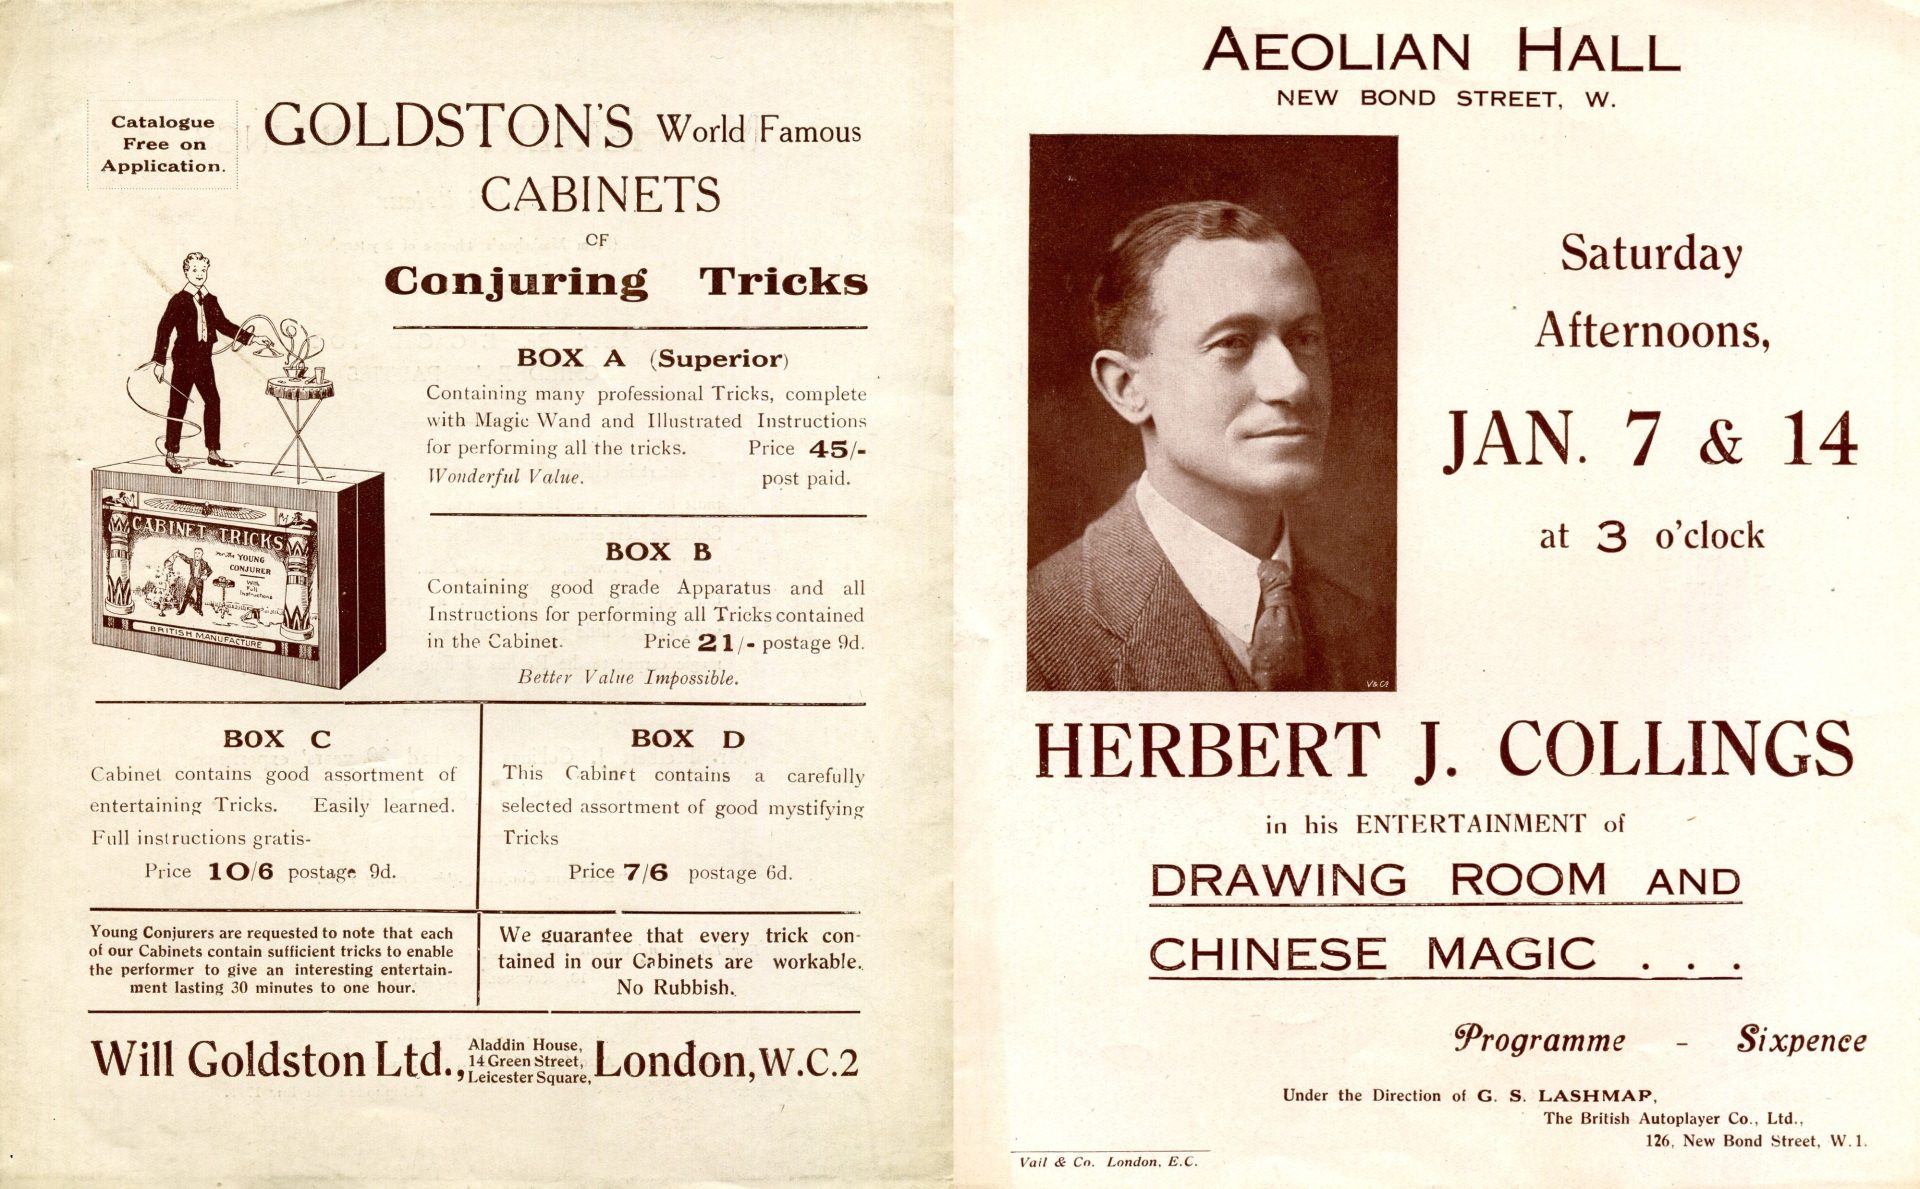 Catalogue
Free on
Application.
GOLDSTON'S World Famous
CABINETS
OF
Conjuring Tricks
BOX A (Superior)
Containing many professional Tricks, complete
with Magic Wand and Illustrated Instructions
for performing all the tricks. Price 45/-
Wonderful Value. post paid.
CABINET TRICKS
For the YOUNG
CONJURER
With
Full
Instructions
BRITISH MANUFACTURE
BOX B
Containing good grade Apparatus and all
Instructions for performing all Tricks contained
in the Cabinet. Price 21/- postage 9d.
Better Value Impossible.
BOX C
Cabinet contains good assortment of
entertaining Tricks. Easily learned.
Full instructions gratis-
Price 10/6 postage 9d.
BOX D
This Cabinet contains a carefully
selected assortment of good mystifying
Tricks
Price 7/6 postage 6d.
Young Conjurers are requested to note that each
of our Cabinets contain sufficient tricks to enable
the performer to give an interesting entertain-
ment lasting 30 minutes to one hour.
We guarantee that every trick con-
tained in our Cabinets are workable.
No Rubbish.
Will Goldston Ltd., Aladdin House, 14 Green Street, Leicester Square, London, W.C.2
AEOLIAN HALL
NEW BOND STREET, W.
Saturday
Afternoons,
JAN. 7 & 14
at 3 o'clock
V & Co
HERBERT J. COLLINGS
in his ENTERTAINMENT of
DRAWING ROOM AND
CHINESE MAGIC . . .
Programme - Sixpence
Under the Direction of G. S. LASHMAP,
The British Autoplayer Co., Ltd.,
126, New Bond Street, W.1.
Vail & Co. London, E.C.